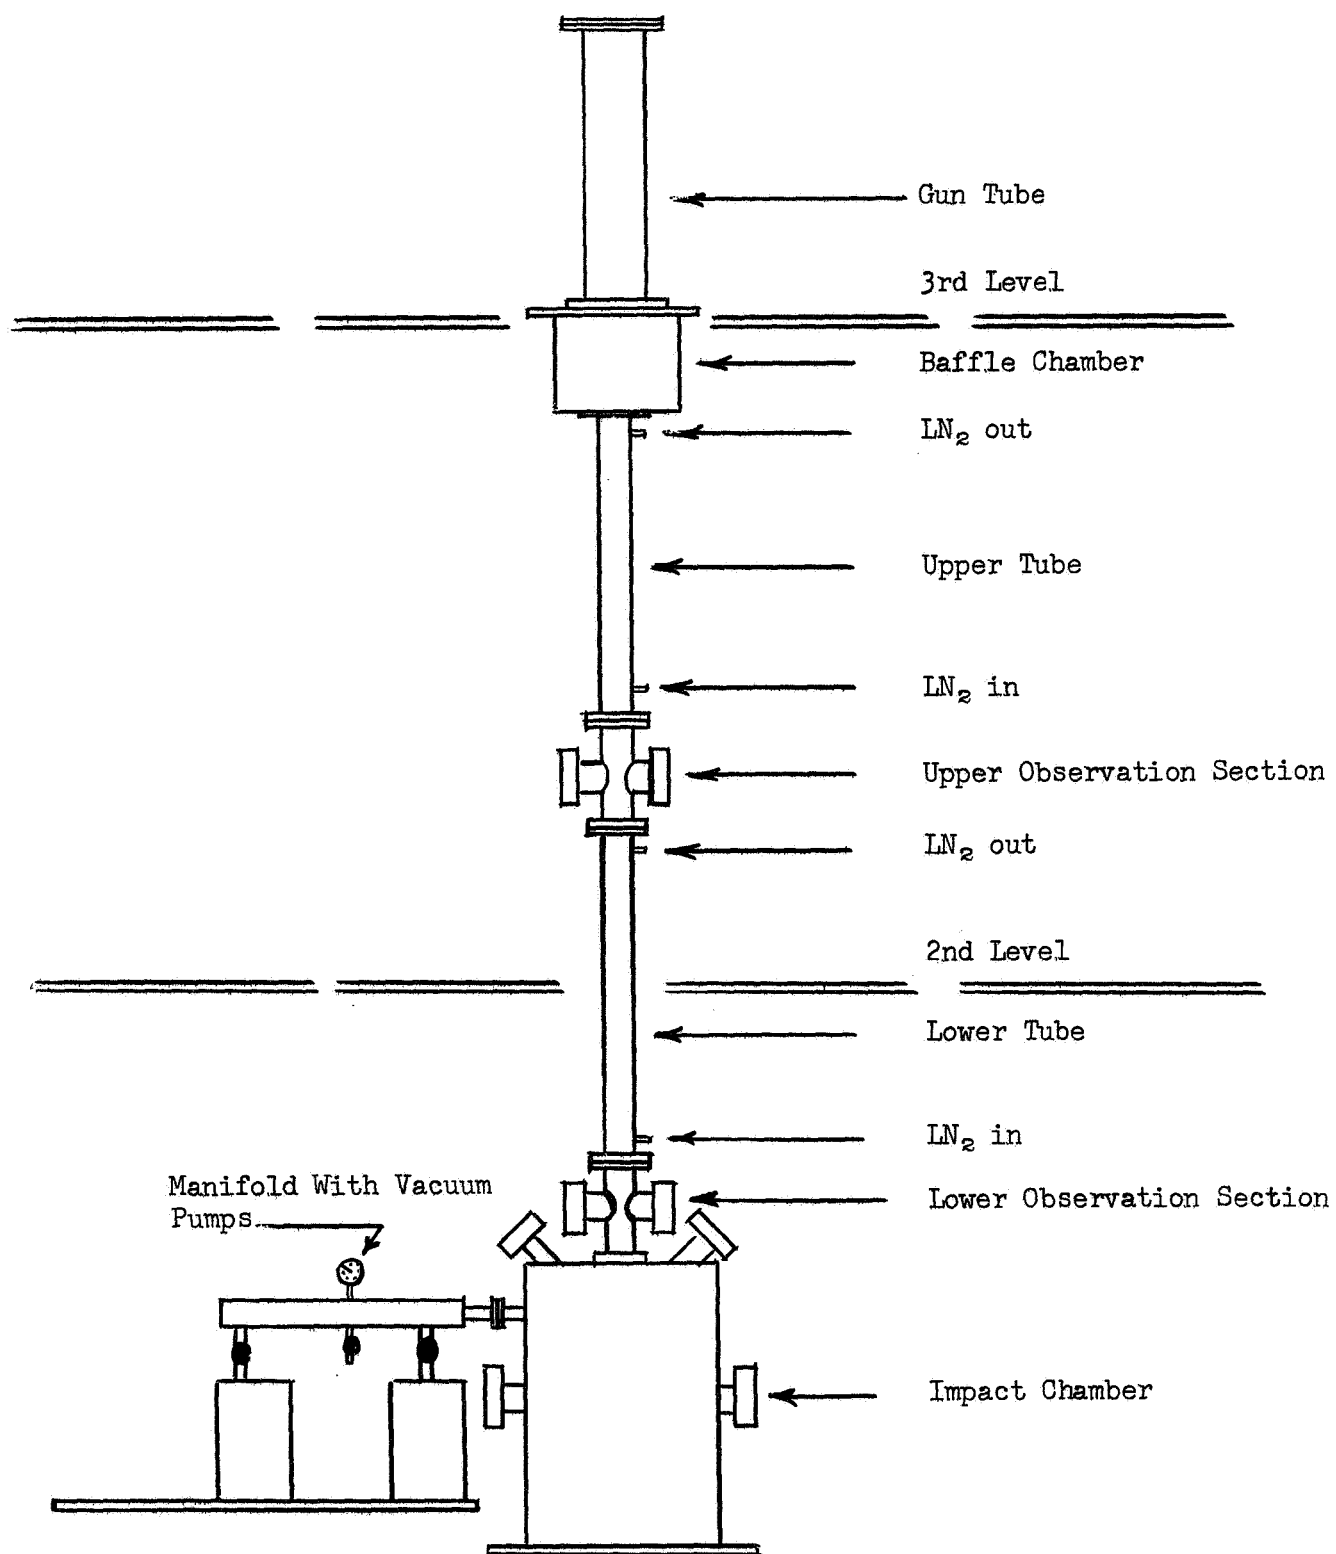 Gun Tube
3rd Level
Baffle Chamber
LN₂ out
Upper Tube
LN₂ in
Upper Observation Section
LN₂ out
2nd Level
Lower Tube
LN₂ in
Manifold With Vacuum
Pumps
Lower Observation Section
Impact Chamber